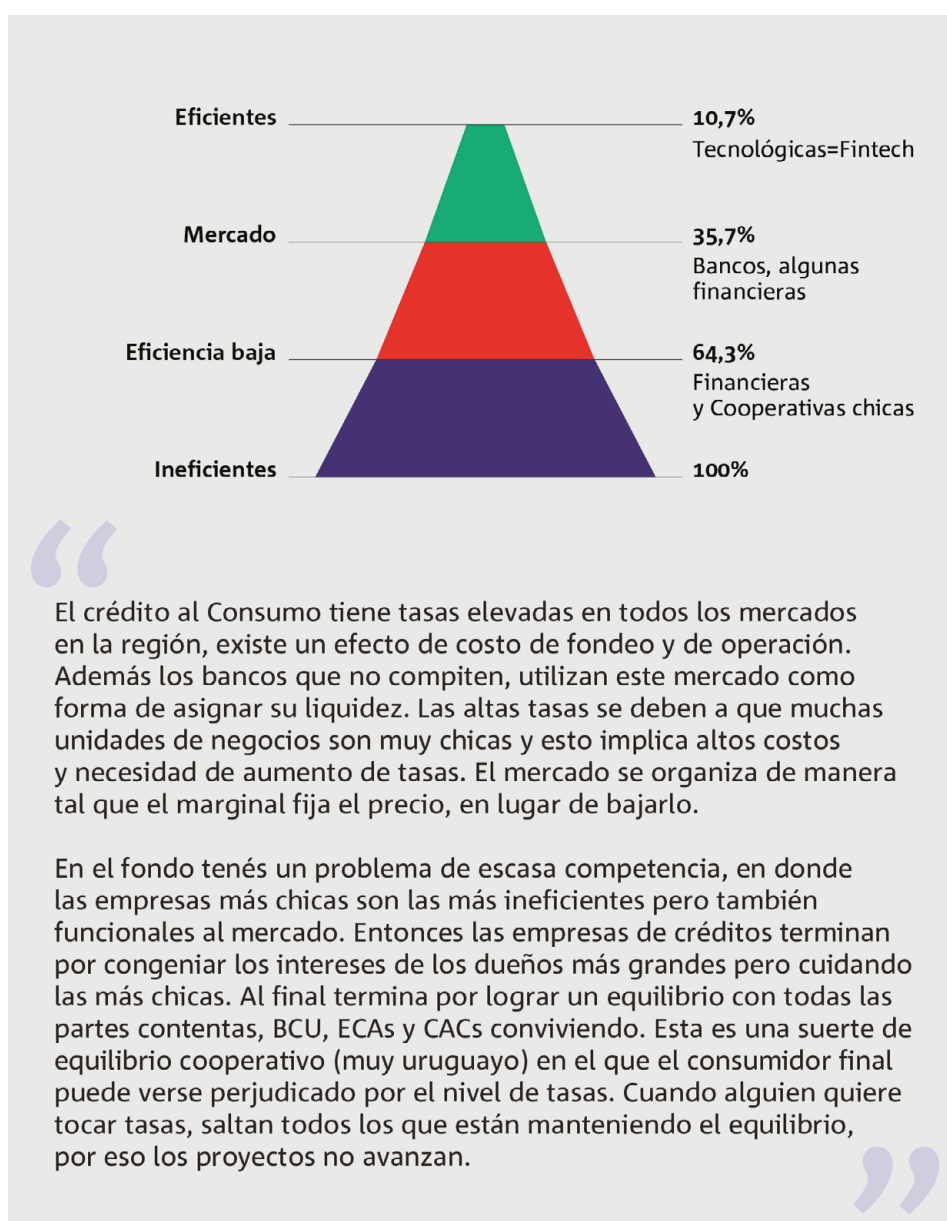 Eficientes
10,7%
Tecnológicas=Fintech
Mercado
35,7%
Bancos, algunas
financieras
Eficiencia baja
64,3%
Financieras
y Cooperativas chicas
Ineficientes
100%
“
El crédito al Consumo tiene tasas elevadas en todos los mercados
en la región, existe un efecto de costo de fondeo y de operación.
Además los bancos que no compiten, utilizan este mercado como
forma de asignar su liquidez. Las altas tasas se deben a que muchas
unidades de negocios son muy chicas y esto implica altos costos
y necesidad de aumento de tasas. El mercado se organiza de manera
tal que el marginal fija el precio, en lugar de bajarlo.
En el fondo tenés un problema de escasa competencia, en donde
las empresas más chicas son las más ineficientes pero también
funcionales al mercado. Entonces las empresas de créditos terminan
por congeniar los intereses de los dueños más grandes pero cuidando
las más chicas. Al final termina por lograr un equilibrio con todas las
partes contentas, BCU, ECAs y CACs conviviendo. Esta es una suerte de
equilibrio cooperativo (muy uruguayo) en el que el consumidor final
puede verse perjudicado por el nivel de tasas. Cuando alguien quiere
tocar tasas, saltan todos los que están manteniendo el equilibrio,
por eso los proyectos no avanzan.
”